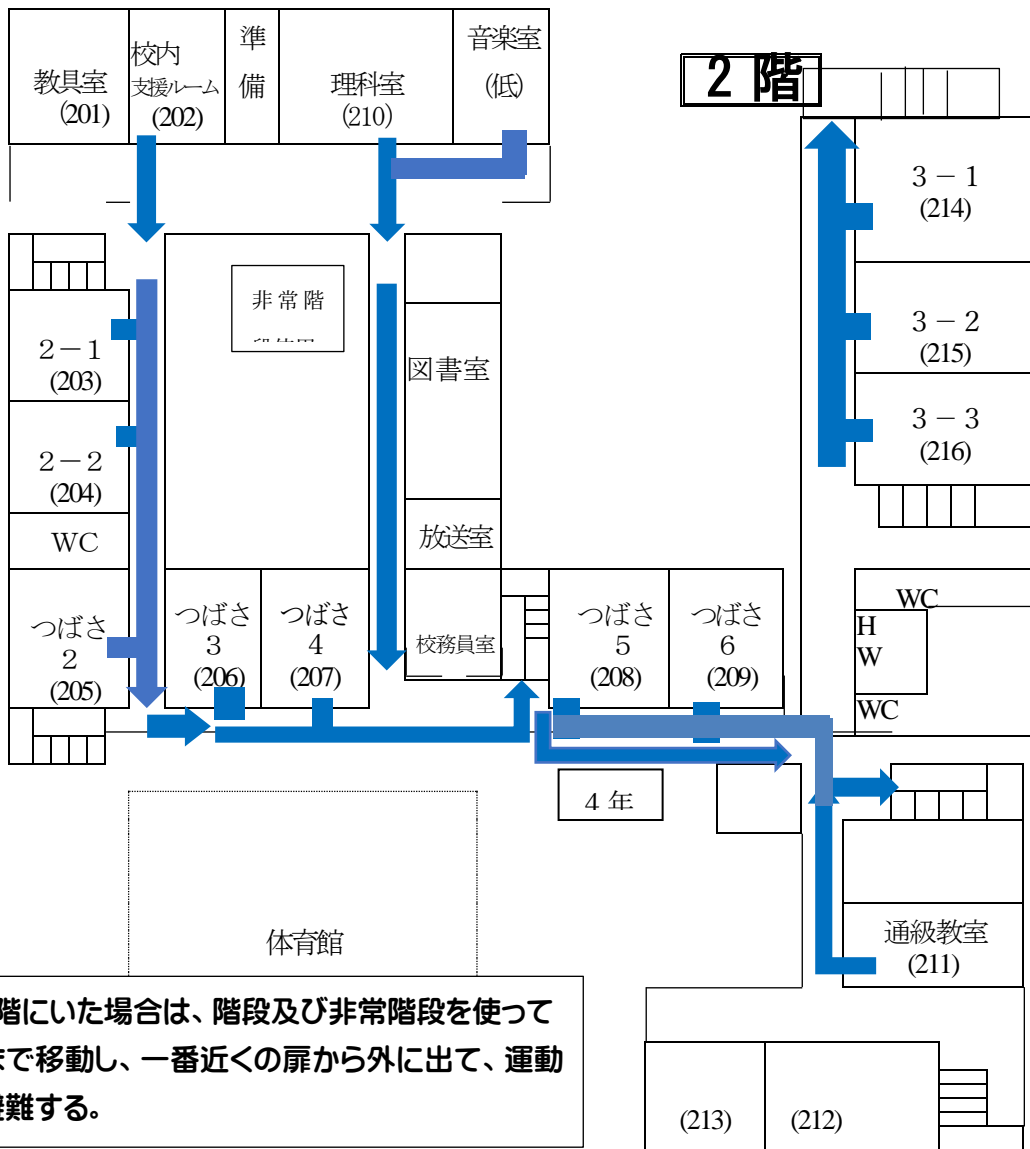 2 階
教具室
(201)
校内
支援ルーム
(202)
準
備
理科室
(210)
音楽室
(低)
3－1
(214)
3－2
(215)
3－3
(216)
非 常 階
2－1
(203)
2－2
(204)
WC
つばさ
2
(205)
つばさ
3
(206)
つばさ
4
(207)
図書室
放送室
校務員室
つばさ
5
(208)
つばさ
6
(209)
WC
H
W
WC
4 年
体育館
通級教室
(211)
階にいた場合は、階段及び非常階段を使って
まで移動し、一番近くの扉から外に出て、運動
避難する。
(213)
(212)